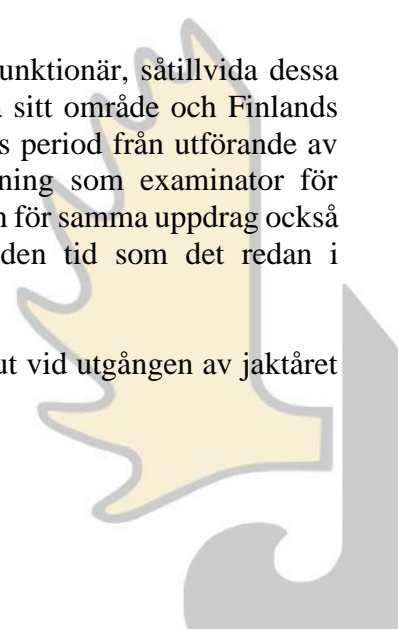 unktionär, såtillvida dessa
sitt område och Finlands
s period från utförande av
ning som examinator för
för samma uppdrag också
den tid som det redan i
ut vid utgången av jaktåret